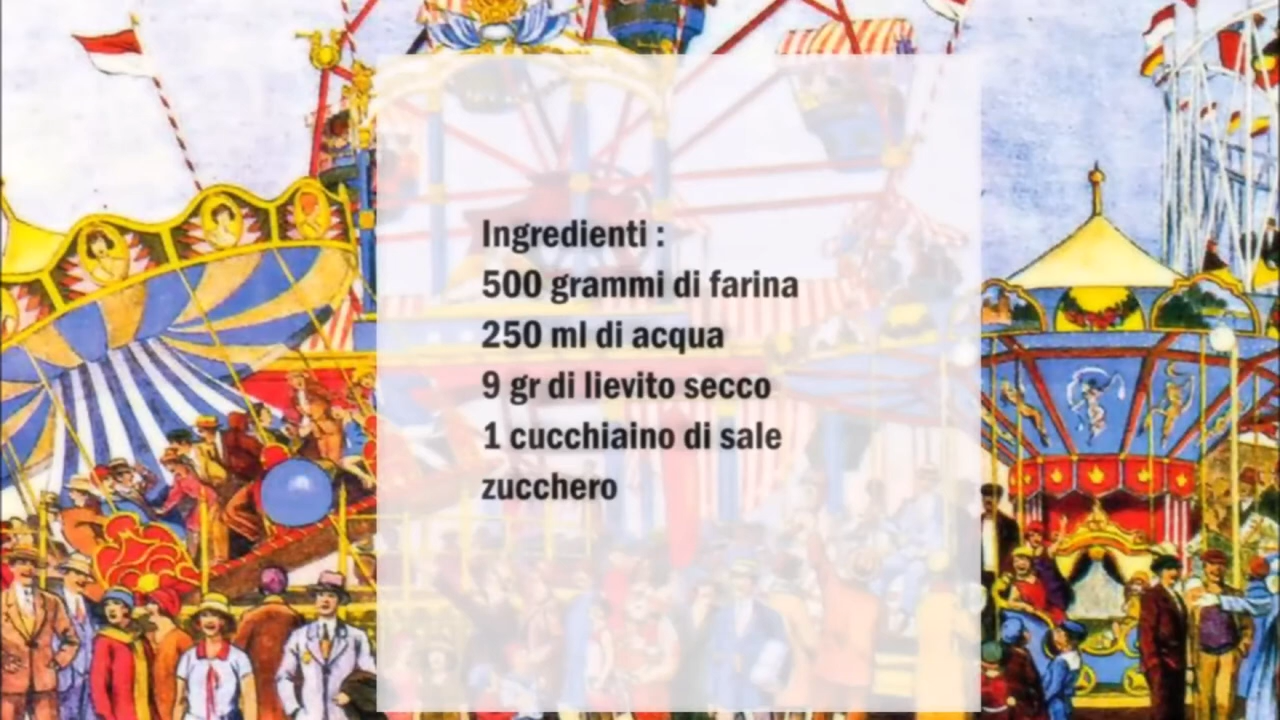 Ingredienti :
500 grammi di farina
250 ml di acqua
9 gr di lievito secco
1 cucchiaino di sale
zucchero